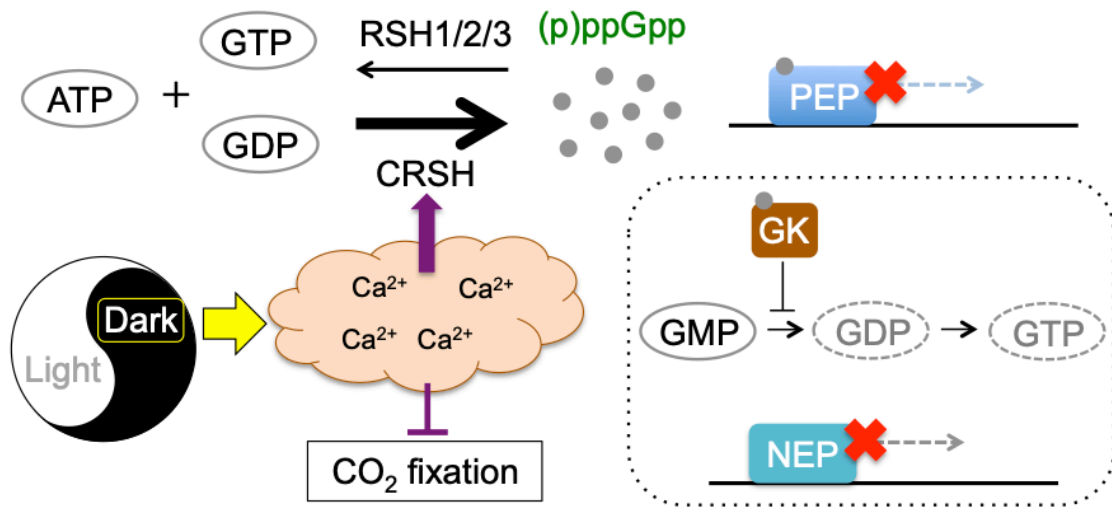 GTP
RSH1/2/3
(p)ppGpp
ATP
+
GDP
PEP
CRSH
GK
Ca²⁺
Ca²⁺
Dark
Light
Ca²⁺
Ca²⁺
GMP
GDP
GTP
CO₂ fixation
NEP